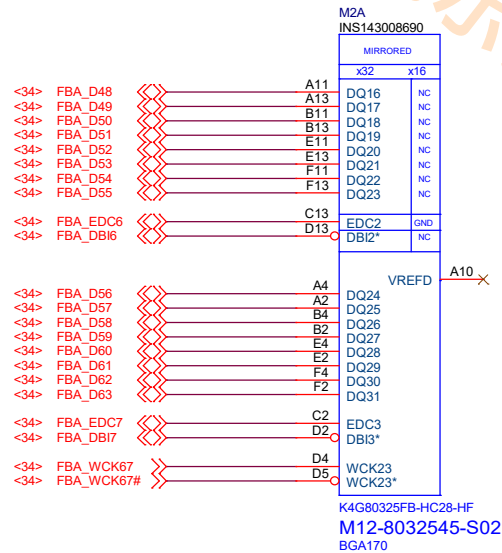 M2A
INS143008690
MIRRORED
x32 x16
<34> FBA_D48 A11 DQ16 NC
<34> FBA_D49 A13 DQ17 NC
<34> FBA_D50 B11 DQ18 NC
<34> FBA_D51 B13 DQ19 NC
<34> FBA_D52 E11 DQ20 NC
<34> FBA_D53 E13 DQ21 NC
<34> FBA_D54 F11 DQ22 NC
<34> FBA_D55 F13 DQ23 NC
<34> FBA_EDC6 C13 EDC2 GND
<34> FBA_DBI6 D13 DBI2* NC
VREFD A10
<34> FBA_D56 A4 DQ24
<34> FBA_D57 A2 DQ25
<34> FBA_D58 B4 DQ26
<34> FBA_D59 B2 DQ27
<34> FBA_D60 E4 DQ28
<34> FBA_D61 E2 DQ29
<34> FBA_D62 F4 DQ30
<34> FBA_D63 F2 DQ31
<34> FBA_EDC7 C2 EDC3
<34> FBA_DBI7 D2 DBI3*
<34> FBA_WCK67 D4 WCK23
<34> FBA_WCK67# D5 WCK23*
K4G80325FB-HC28-HF
M12-8032545-S02
BGA170